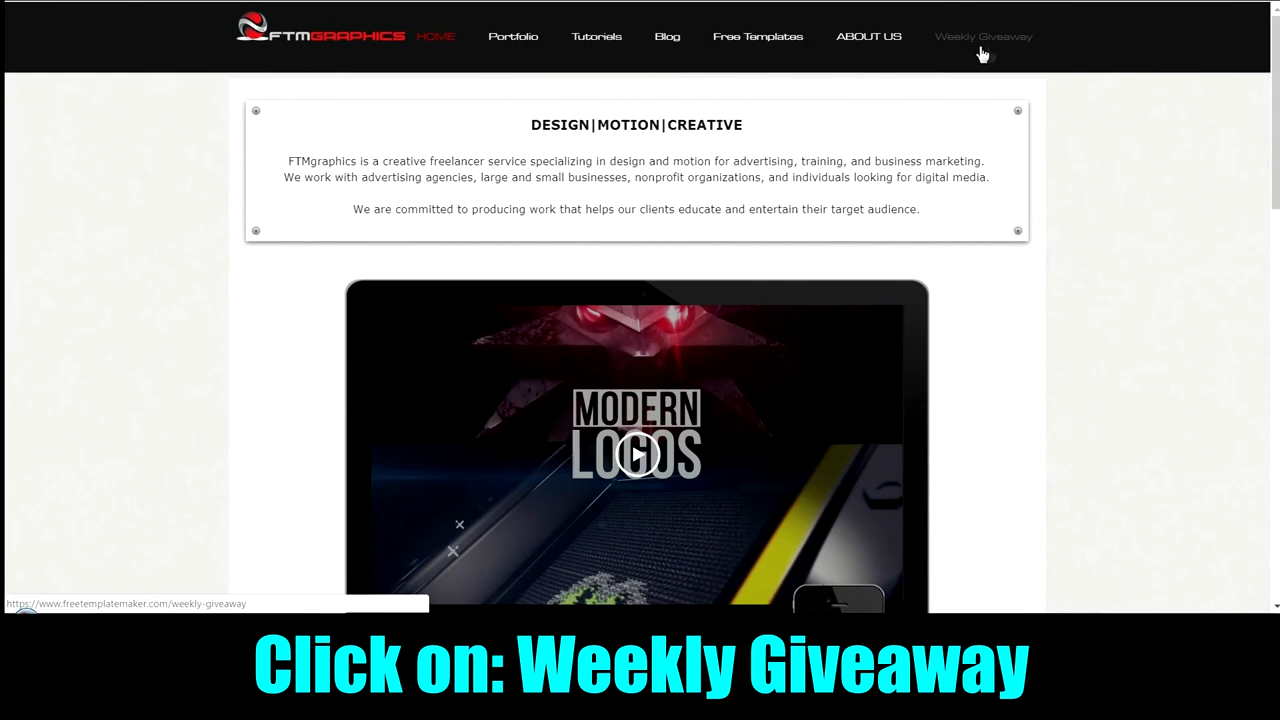 FTMGRAPHICS HOME Portfolio Tutoriels Blog Free Templates ABOUT US Weekly Giveaway
DESIGN|MOTION|CREATIVE
FTMgraphics is a creative freelancer service specializing in design and motion for advertising, training, and business marketing.
We work with advertising agencies, large and small businesses, nonprofit organizations, and individuals looking for digital media.
We are committed to producing work that helps our clients educate and entertain their target audience.
MODERN
LOGOS
https://www.freetemplatemaker.com/weekly-giveaway
Click on: Weekly Giveaway